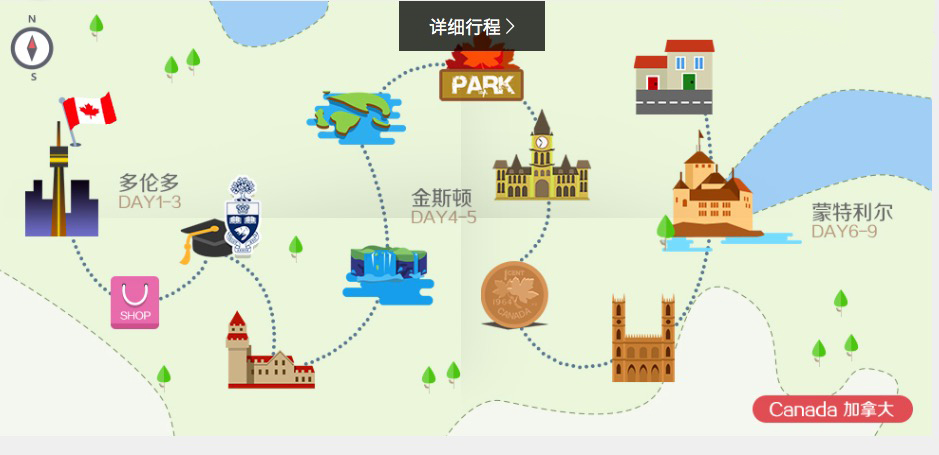 详细行程 >
N
S
PARK
多伦多
DAY1-3
金斯顿
DAY4-5
蒙特利尔
DAY6-9
SHOP
1964
CANADA
Canada 加拿大